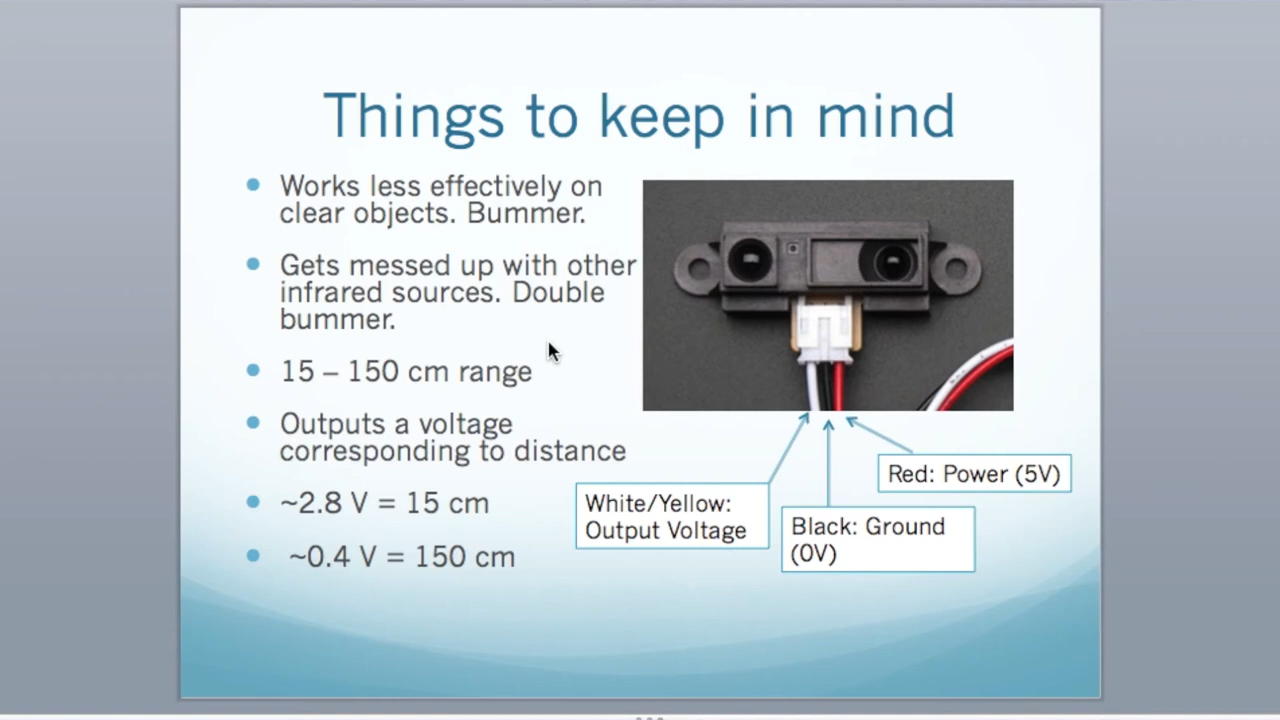 Things to keep in mind
Works less effectively on
clear objects. Bummer.
Gets messed up with other
infrared sources. Double
bummer.
15 – 150 cm range
Outputs a voltage
corresponding to distance
~2.8 V = 15 cm
~0.4 V = 150 cm
White/Yellow:
Output Voltage
Black: Ground
(0V)
Red: Power (5V)